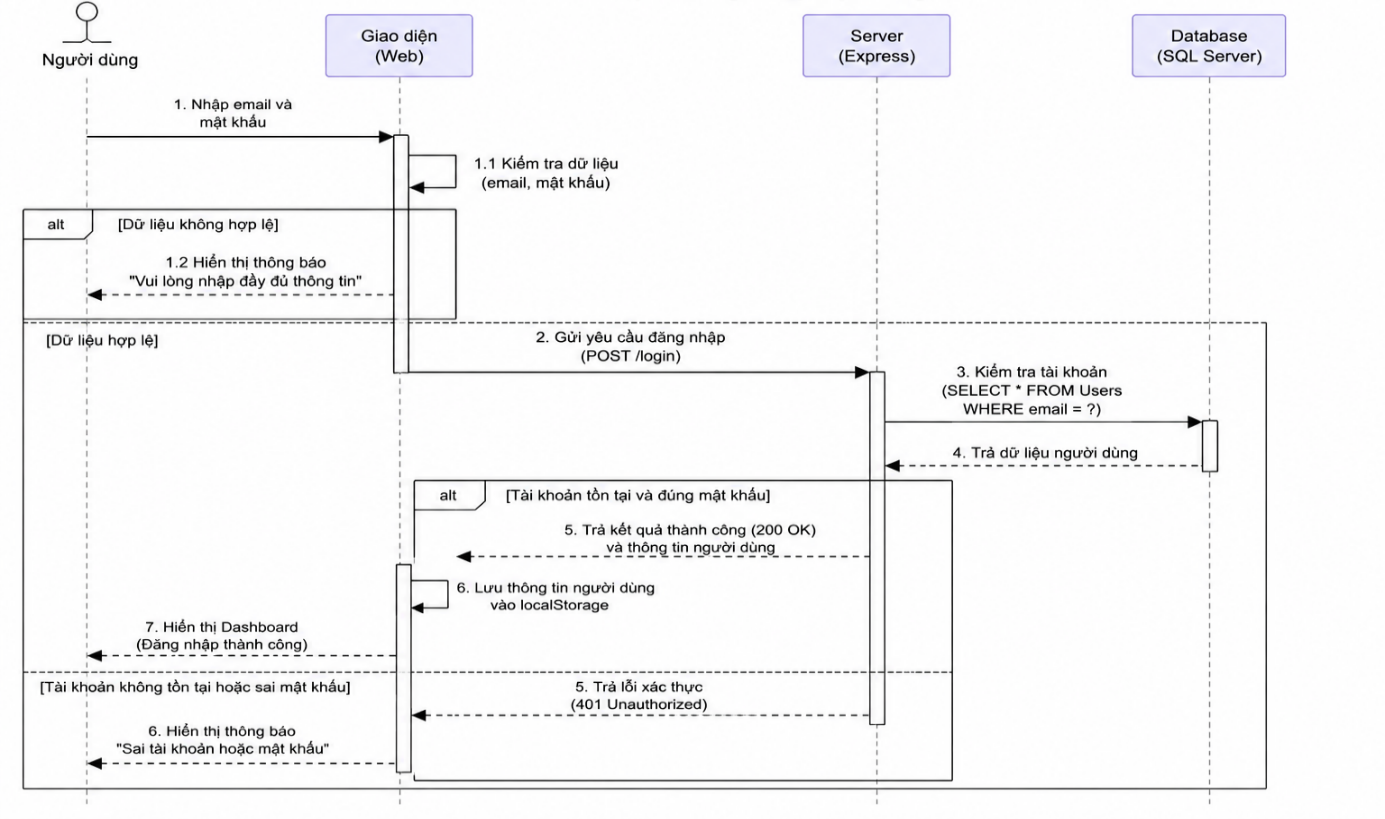 Người dùng
Giao diện
(Web)
Server
(Express)
Database
(SQL Server)
1. Nhập email và
mật khẩu
1.1 Kiểm tra dữ liệu
(email, mật khẩu)
alt
[Dữ liệu không hợp lệ]
1.2 Hiển thị thông báo
"Vui lòng nhập đầy đủ thông tin"
[Dữ liệu hợp lệ]
2. Gửi yêu cầu đăng nhập
(POST /login)
3. Kiểm tra tài khoản
(SELECT * FROM Users
WHERE email = ?)
4. Trả dữ liệu người dùng
alt
[Tài khoản tồn tại và đúng mật khẩu]
5. Trả kết quả thành công (200 OK)
và thông tin người dùng
6. Lưu thông tin người dùng
vào localStorage
7. Hiển thị Dashboard
(Đăng nhập thành công)
[Tài khoản không tồn tại hoặc sai mật khẩu]
5. Trả lỗi xác thực
(401 Unauthorized)
6. Hiển thị thông báo
"Sai tài khoản hoặc mật khẩu"